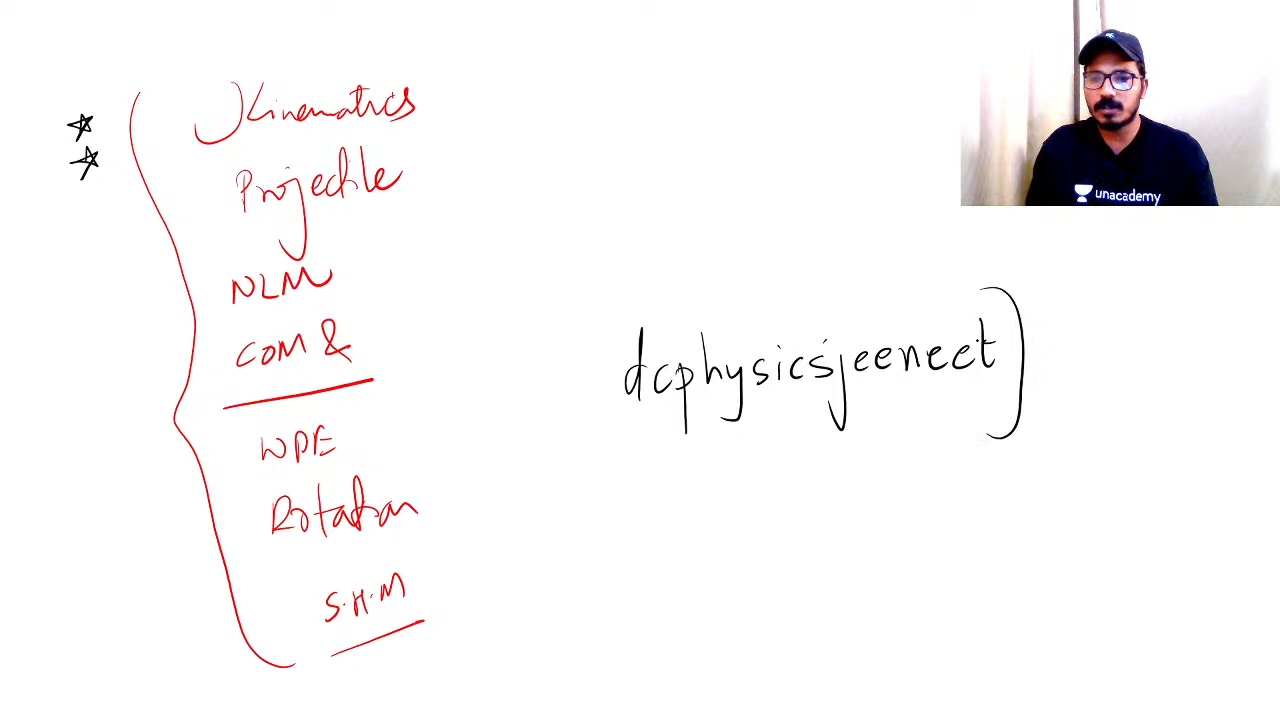 Kinematics
Projectile
NLM
COM &
WPE
Rotation
S.H.M
dcphysicsjeeneet
unacademy